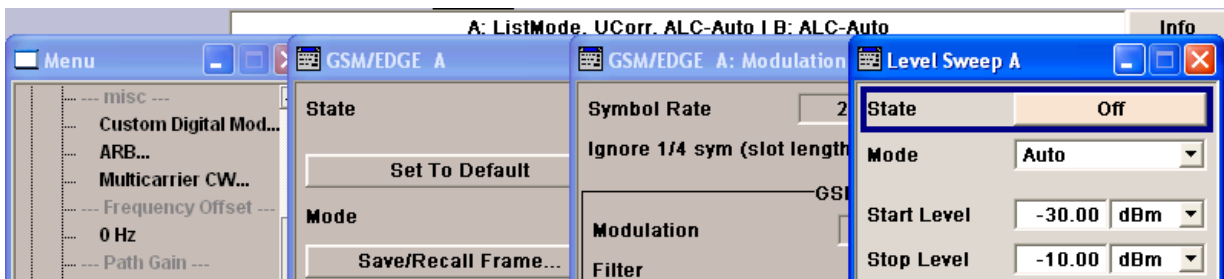 A: ListMode, UCorr, ALC-Auto | B: ALC-Auto
Info
Menu
--- misc ---
Custom Digital Mod...
ARB...
Multicarrier CW...
--- Frequency Offset ---
0 Hz
--- Path Gain ---
GSM/EDGE A
State
Set To Default
Mode
Save/Recall Frame...
GSM/EDGE A: Modulation
Symbol Rate
2
Ignore 1/4 sym (slot length
Modulation
Filter
Level Sweep A
State
Off
Mode
Auto
Start Level
-30.00 dBm
Stop Level
-10.00 dBm